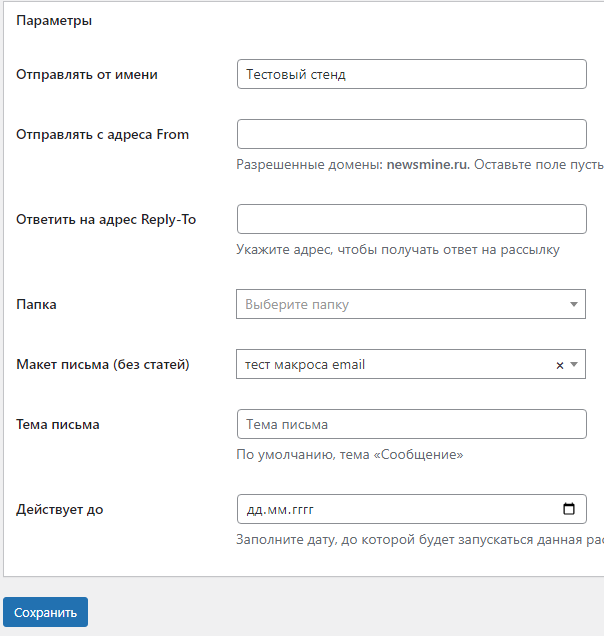 Параметры
Отправлять от имени
Тестовый стенд
Отправлять с адреса From
Разрешенные домены: newsmine.ru. Оставьте поле пусть
Ответить на адрес Reply-To
Укажите адрес, чтобы получать ответ на рассылку
Папка
Выберите папку
Макет письма (без статей)
тест макроса email
×
Тема письма
Тема письма
По умолчанию, тема «Сообщение»
Действует до
дд.мм.гггг
Заполните дату, до которой будет запускаться данная рас
Сохранить